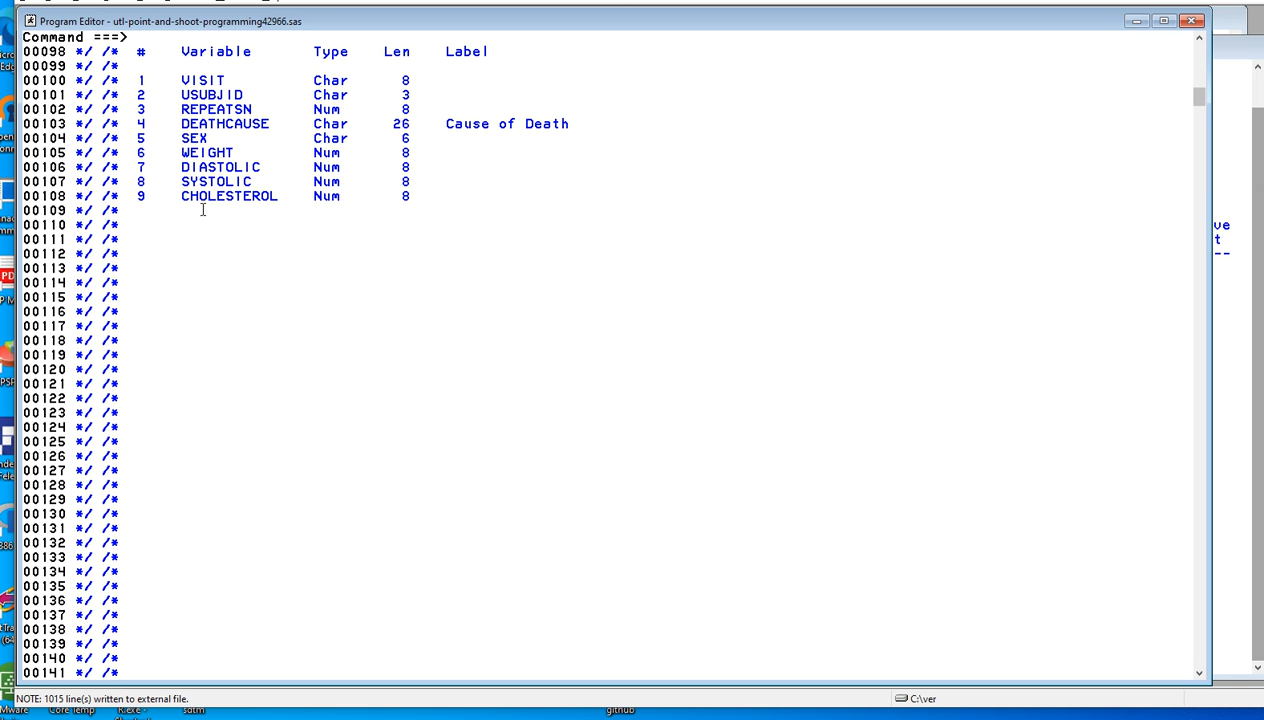 Program Editor - utl-point-and-shoot-programming42966.sas
Command ===>
00098 */ /* # Variable Type Len Label
00099 */ /*
00100 */ /* 1 VISIT Char 8
00101 */ /* 2 USUBJID Char 3
00102 */ /* 3 REPEATSN Num 8
00103 */ /* 4 DEATHCAUSE Char 26 Cause of Death
00104 */ /* 5 SEX Char 6
00105 */ /* 6 WEIGHT Num 8
00106 */ /* 7 DIASTOLIC Num 8
00107 */ /* 8 SYSTOLIC Num 8
00108 */ /* 9 CHOLESTEROL Num 8
00109 */ /*
00110 */ /*
00111 */ /*
00112 */ /*
00113 */ /*
00114 */ /*
00115 */ /*
00116 */ /*
00117 */ /*
00118 */ /*
00119 */ /*
00120 */ /*
00121 */ /*
00122 */ /*
00123 */ /*
00124 */ /*
00125 */ /*
00126 */ /*
00127 */ /*
00128 */ /*
00129 */ /*
00130 */ /*
00131 */ /*
00132 */ /*
00133 */ /*
00134 */ /*
00135 */ /*
00136 */ /*
00137 */ /*
00138 */ /*
00139 */ /*
00140 */ /*
00141 */ /*
ve
t
--
NOTE: 1015 line(s) written to external file.
C:\ver
Core Temp
sdtm
github